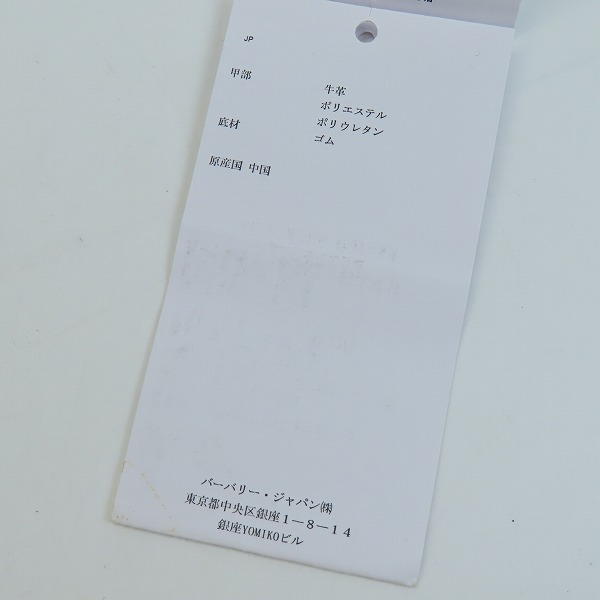 JP
甲部
牛革
ポリエステル
底材
ポリウレタン
ゴム
原産国 中国
バーバリー・ジャパン㈱
東京都中央区銀座1-8-14
銀座YOMIKOビル